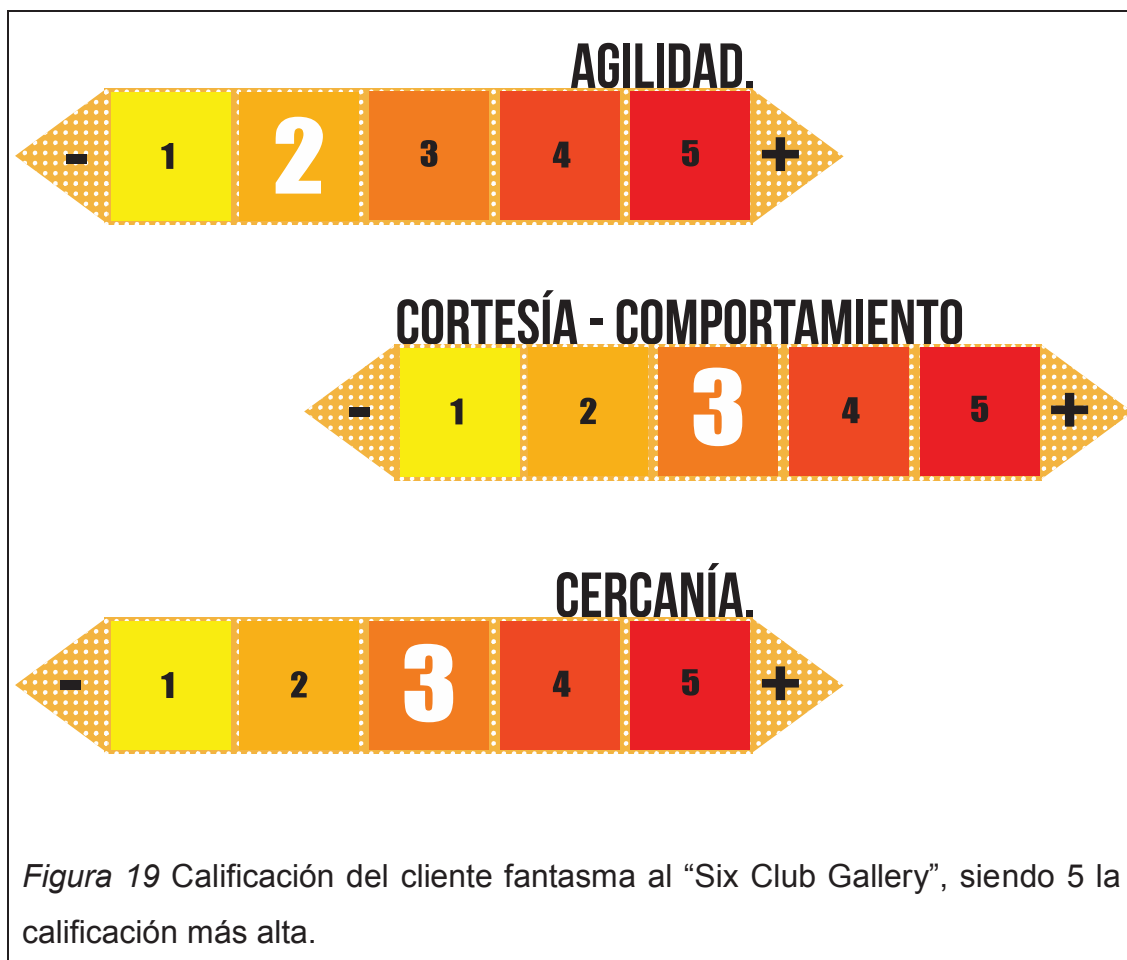 AGILIDAD.
- 1 2 3 4 5 +
CORTESÍA - COMPORTAMIENTO
- 1 2 3 4 5 +
CERCANÍA.
- 1 2 3 4 5 +
Figura 19 Calificación del cliente fantasma al “Six Club Gallery”, siendo 5 la
calificación más alta.